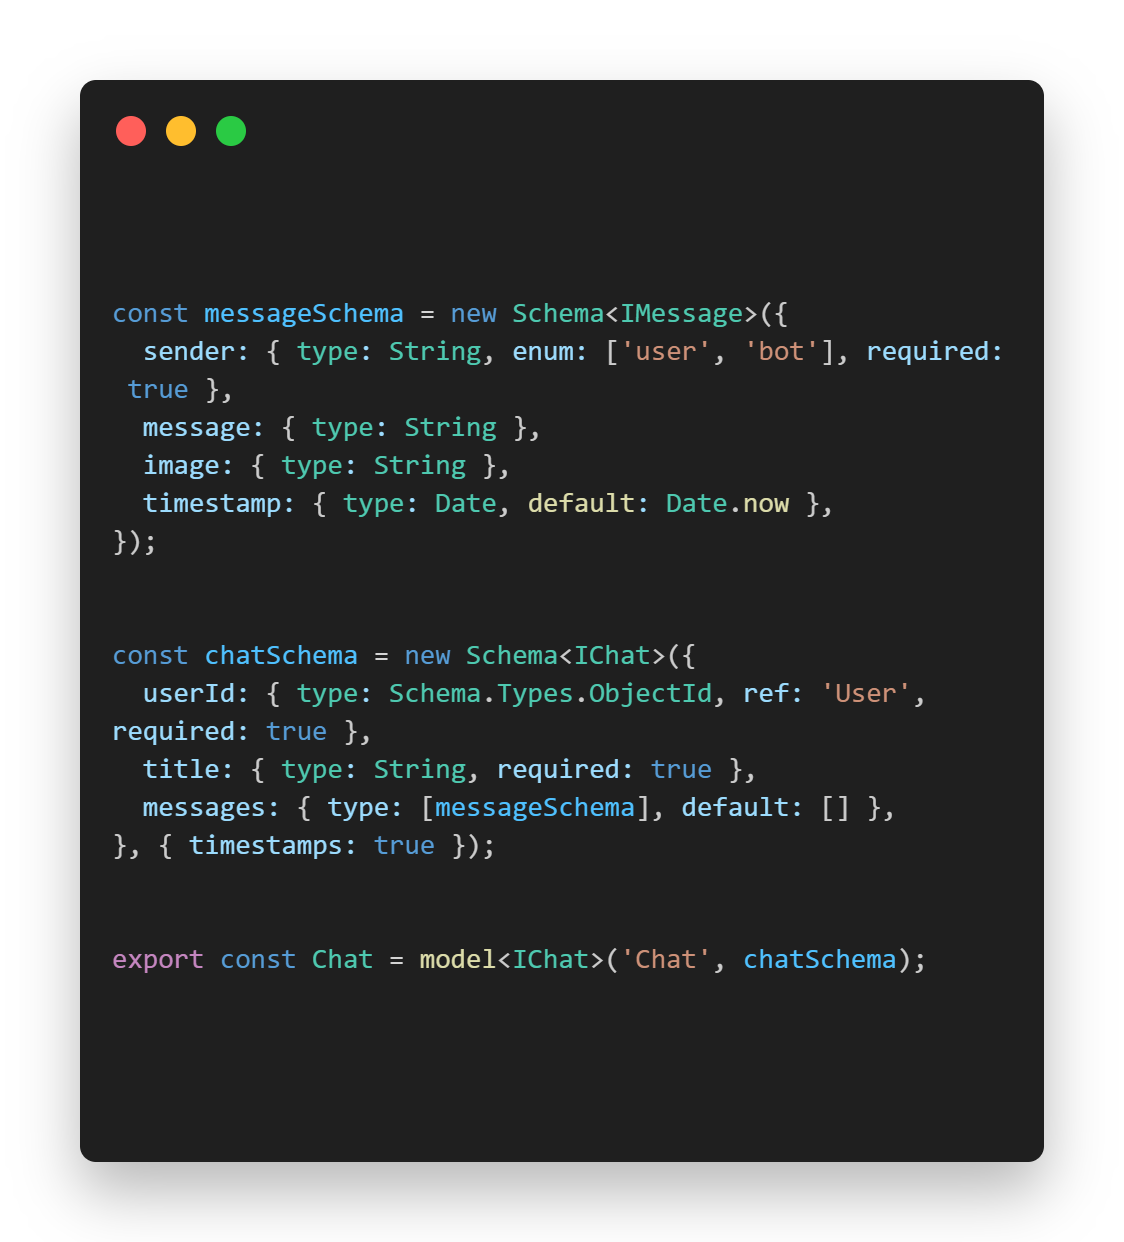 const messageSchema = new Schema<IMessage>({
  sender: { type: String, enum: ['user', 'bot'], required:
 true },
  message: { type: String },
  image: { type: String },
  timestamp: { type: Date, default: Date.now },
});
const chatSchema = new Schema<IChat>({
  userId: { type: Schema.Types.ObjectId, ref: 'User',
required: true },
  title: { type: String, required: true },
  messages: { type: [messageSchema], default: [] },
}, { timestamps: true });
export const Chat = model<IChat>('Chat', chatSchema);